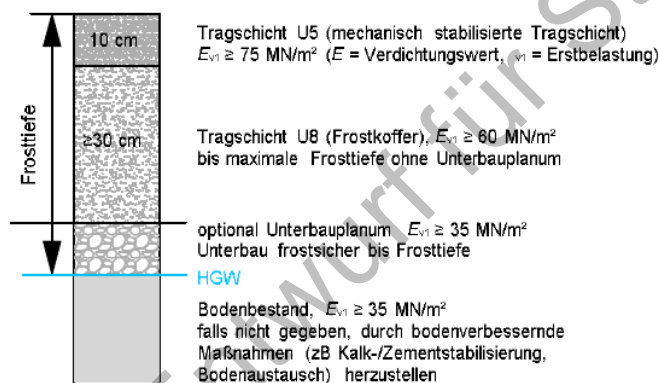 10 cm
Tragschicht U5 (mechanisch stabilisierte Tragschicht)
Ev1 ≥ 75 MN/m² (E = Verdichtungswert, v1 = Erstbelastung)
Frosttiefe
≥30 cm
Tragschicht U8 (Frostkoffer), Ev1 ≥ 60 MN/m²
bis maximale Frosttiefe ohne Unterbauplanum
optional Unterbauplanum Ev1 ≥ 35 MN/m²
Unterbau frostsicher bis Frosttiefe
HGW
Bodenbestand, Ev1 ≥ 35 MN/m²
falls nicht gegeben, durch bodenverbessernde
Maßnahmen (zB Kalk-/Zementstabilisierung,
Bodenaustausch) herzustellen
Entwurf für